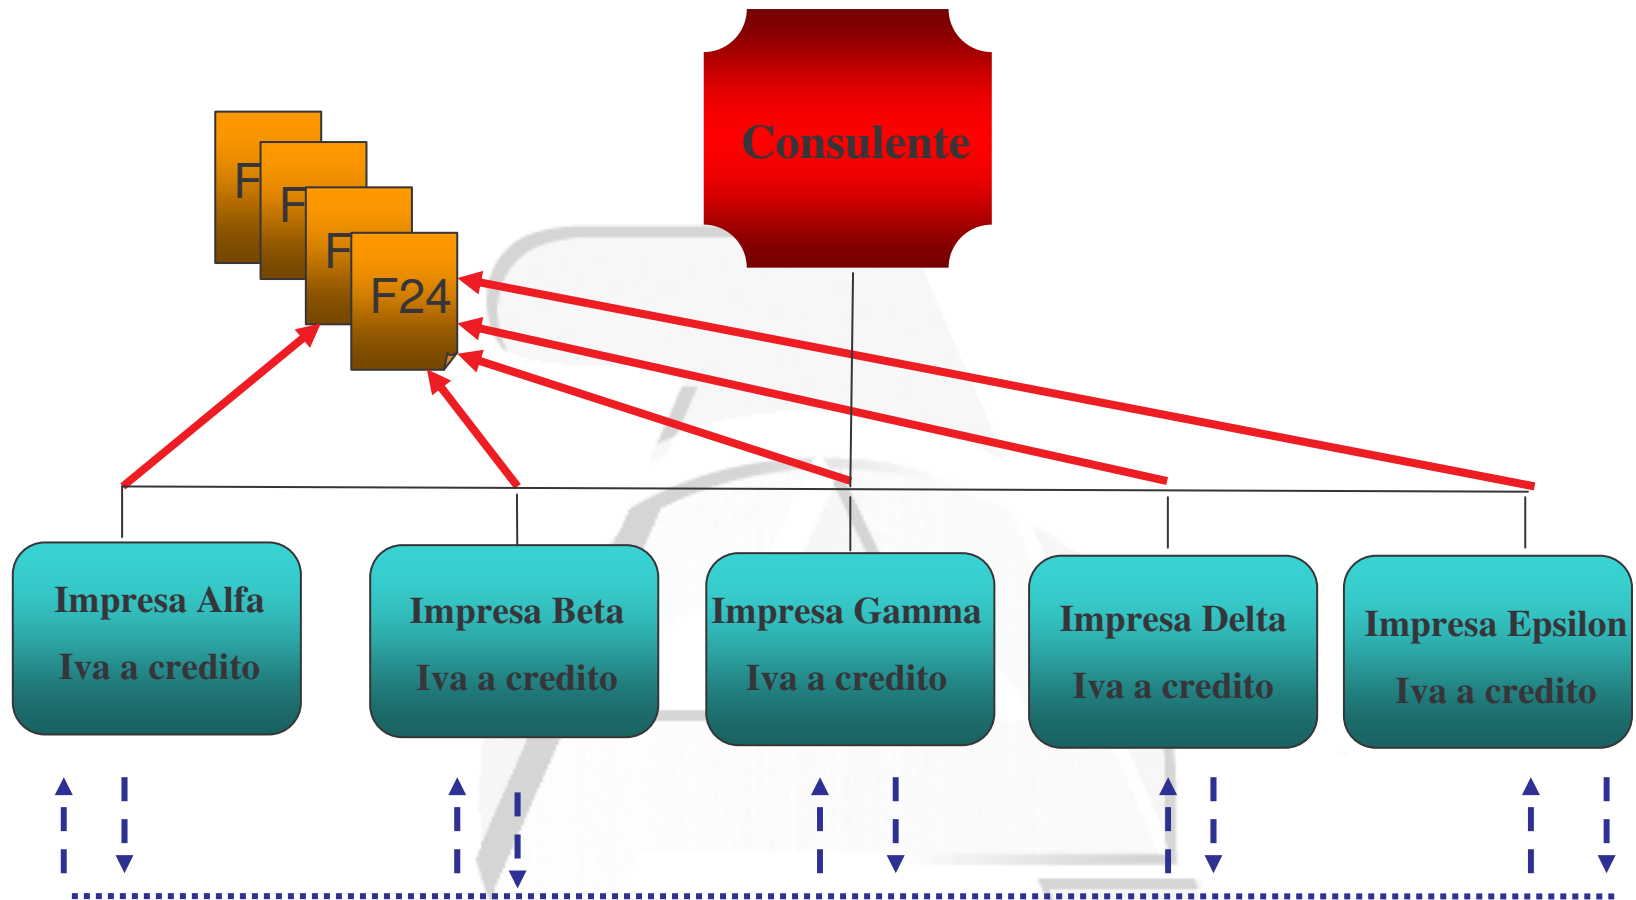 Consulente
F
F
F
F24
Impresa Alfa
Iva a credito
Impresa Beta
Iva a credito
Impresa Gamma
Iva a credito
Impresa Delta
Iva a credito
Impresa Epsilon
Iva a credito